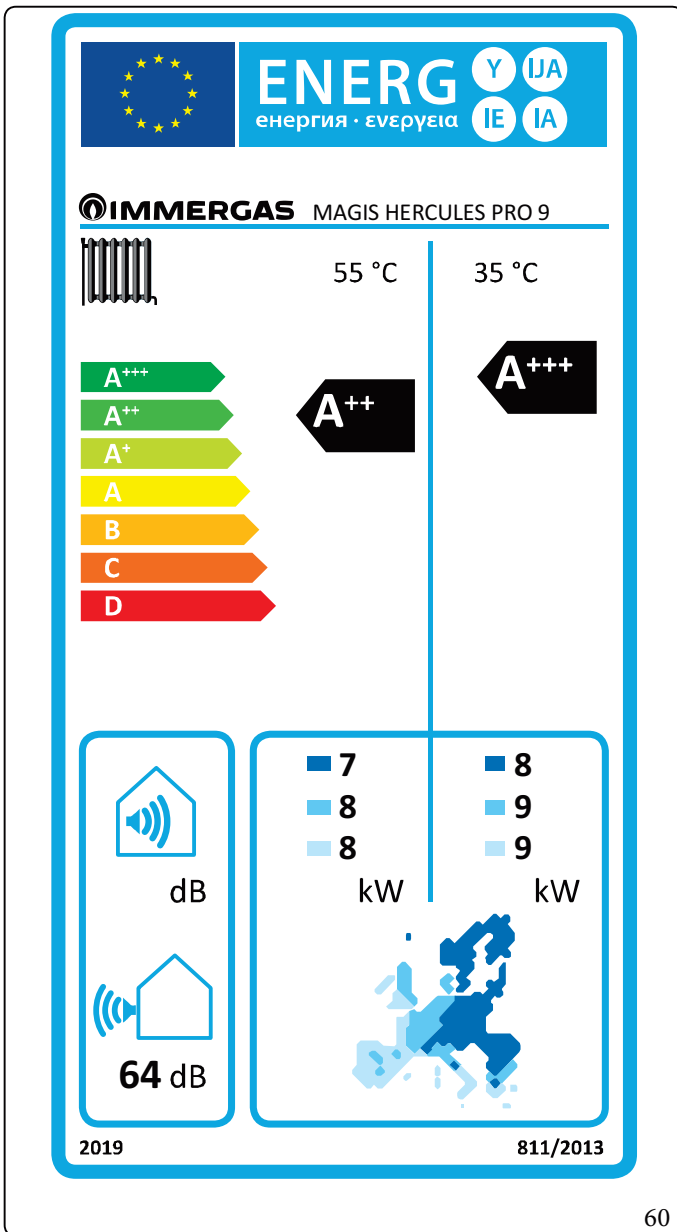 ENERG Y IJA
енергия · ενεργεια IE IA
IMMERGAS MAGIS HERCULES PRO 9
55 °C 35 °C
A+++
A++
A+
A
B
C
D
A++
A+++
7 8
8 9
8 9
dB kW kW
64 dB
2019 811/2013
60